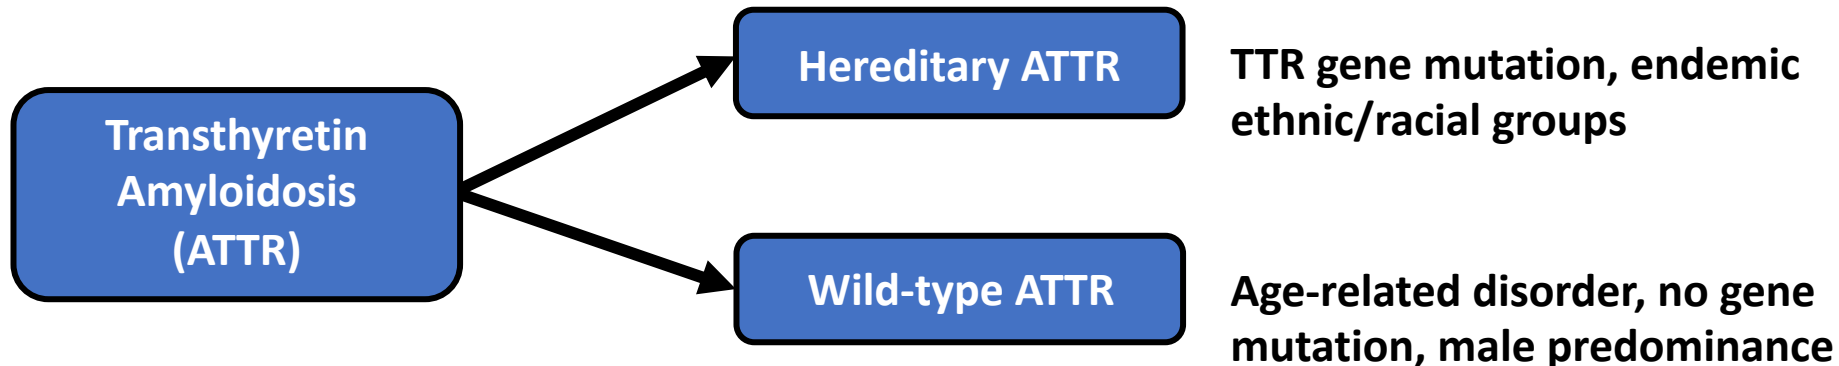 Transthyretin
Amyloidosis
(ATTR)
Hereditary ATTR
TTR gene mutation, endemic
ethnic/racial groups
Wild-type ATTR
Age-related disorder, no gene
mutation, male predominance